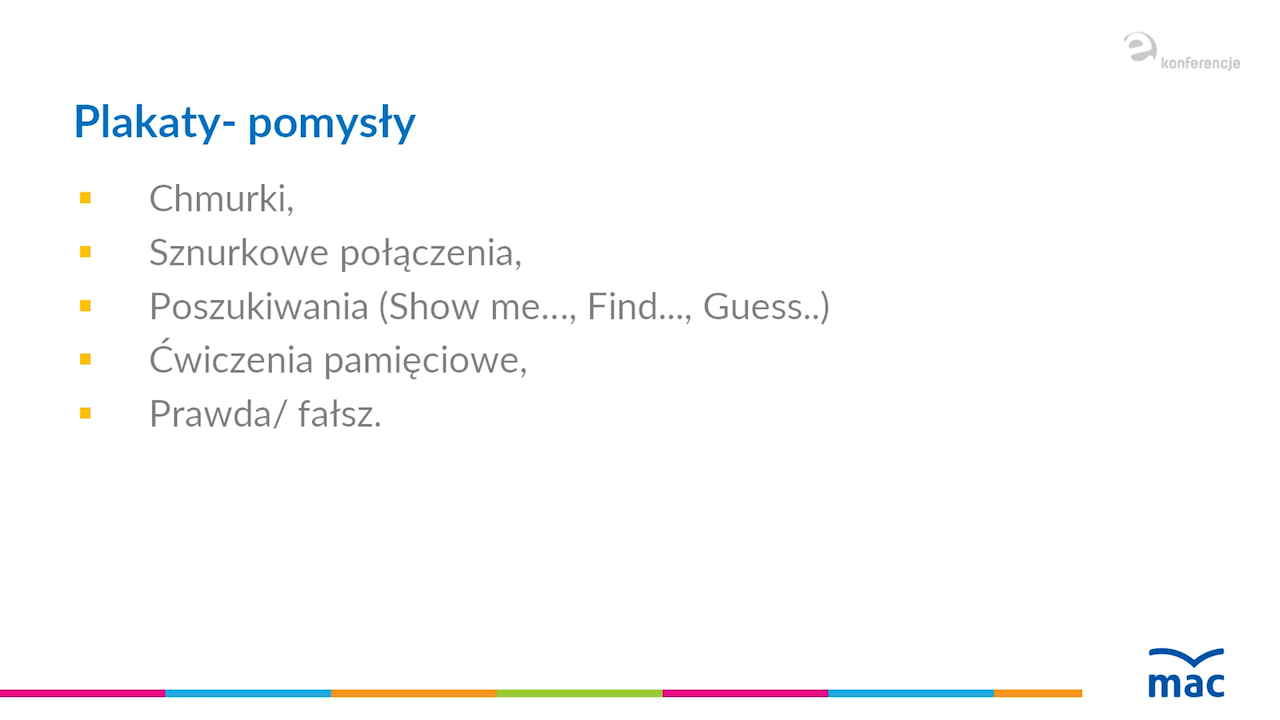 e konferencje
Plakaty- pomysły
▪ Chmurki,
▪ Sznurkowe połączenia,
▪ Poszukiwania (Show me..., Find..., Guess..)
▪ Ćwiczenia pamięciowe,
▪ Prawda/ fałsz.
mac